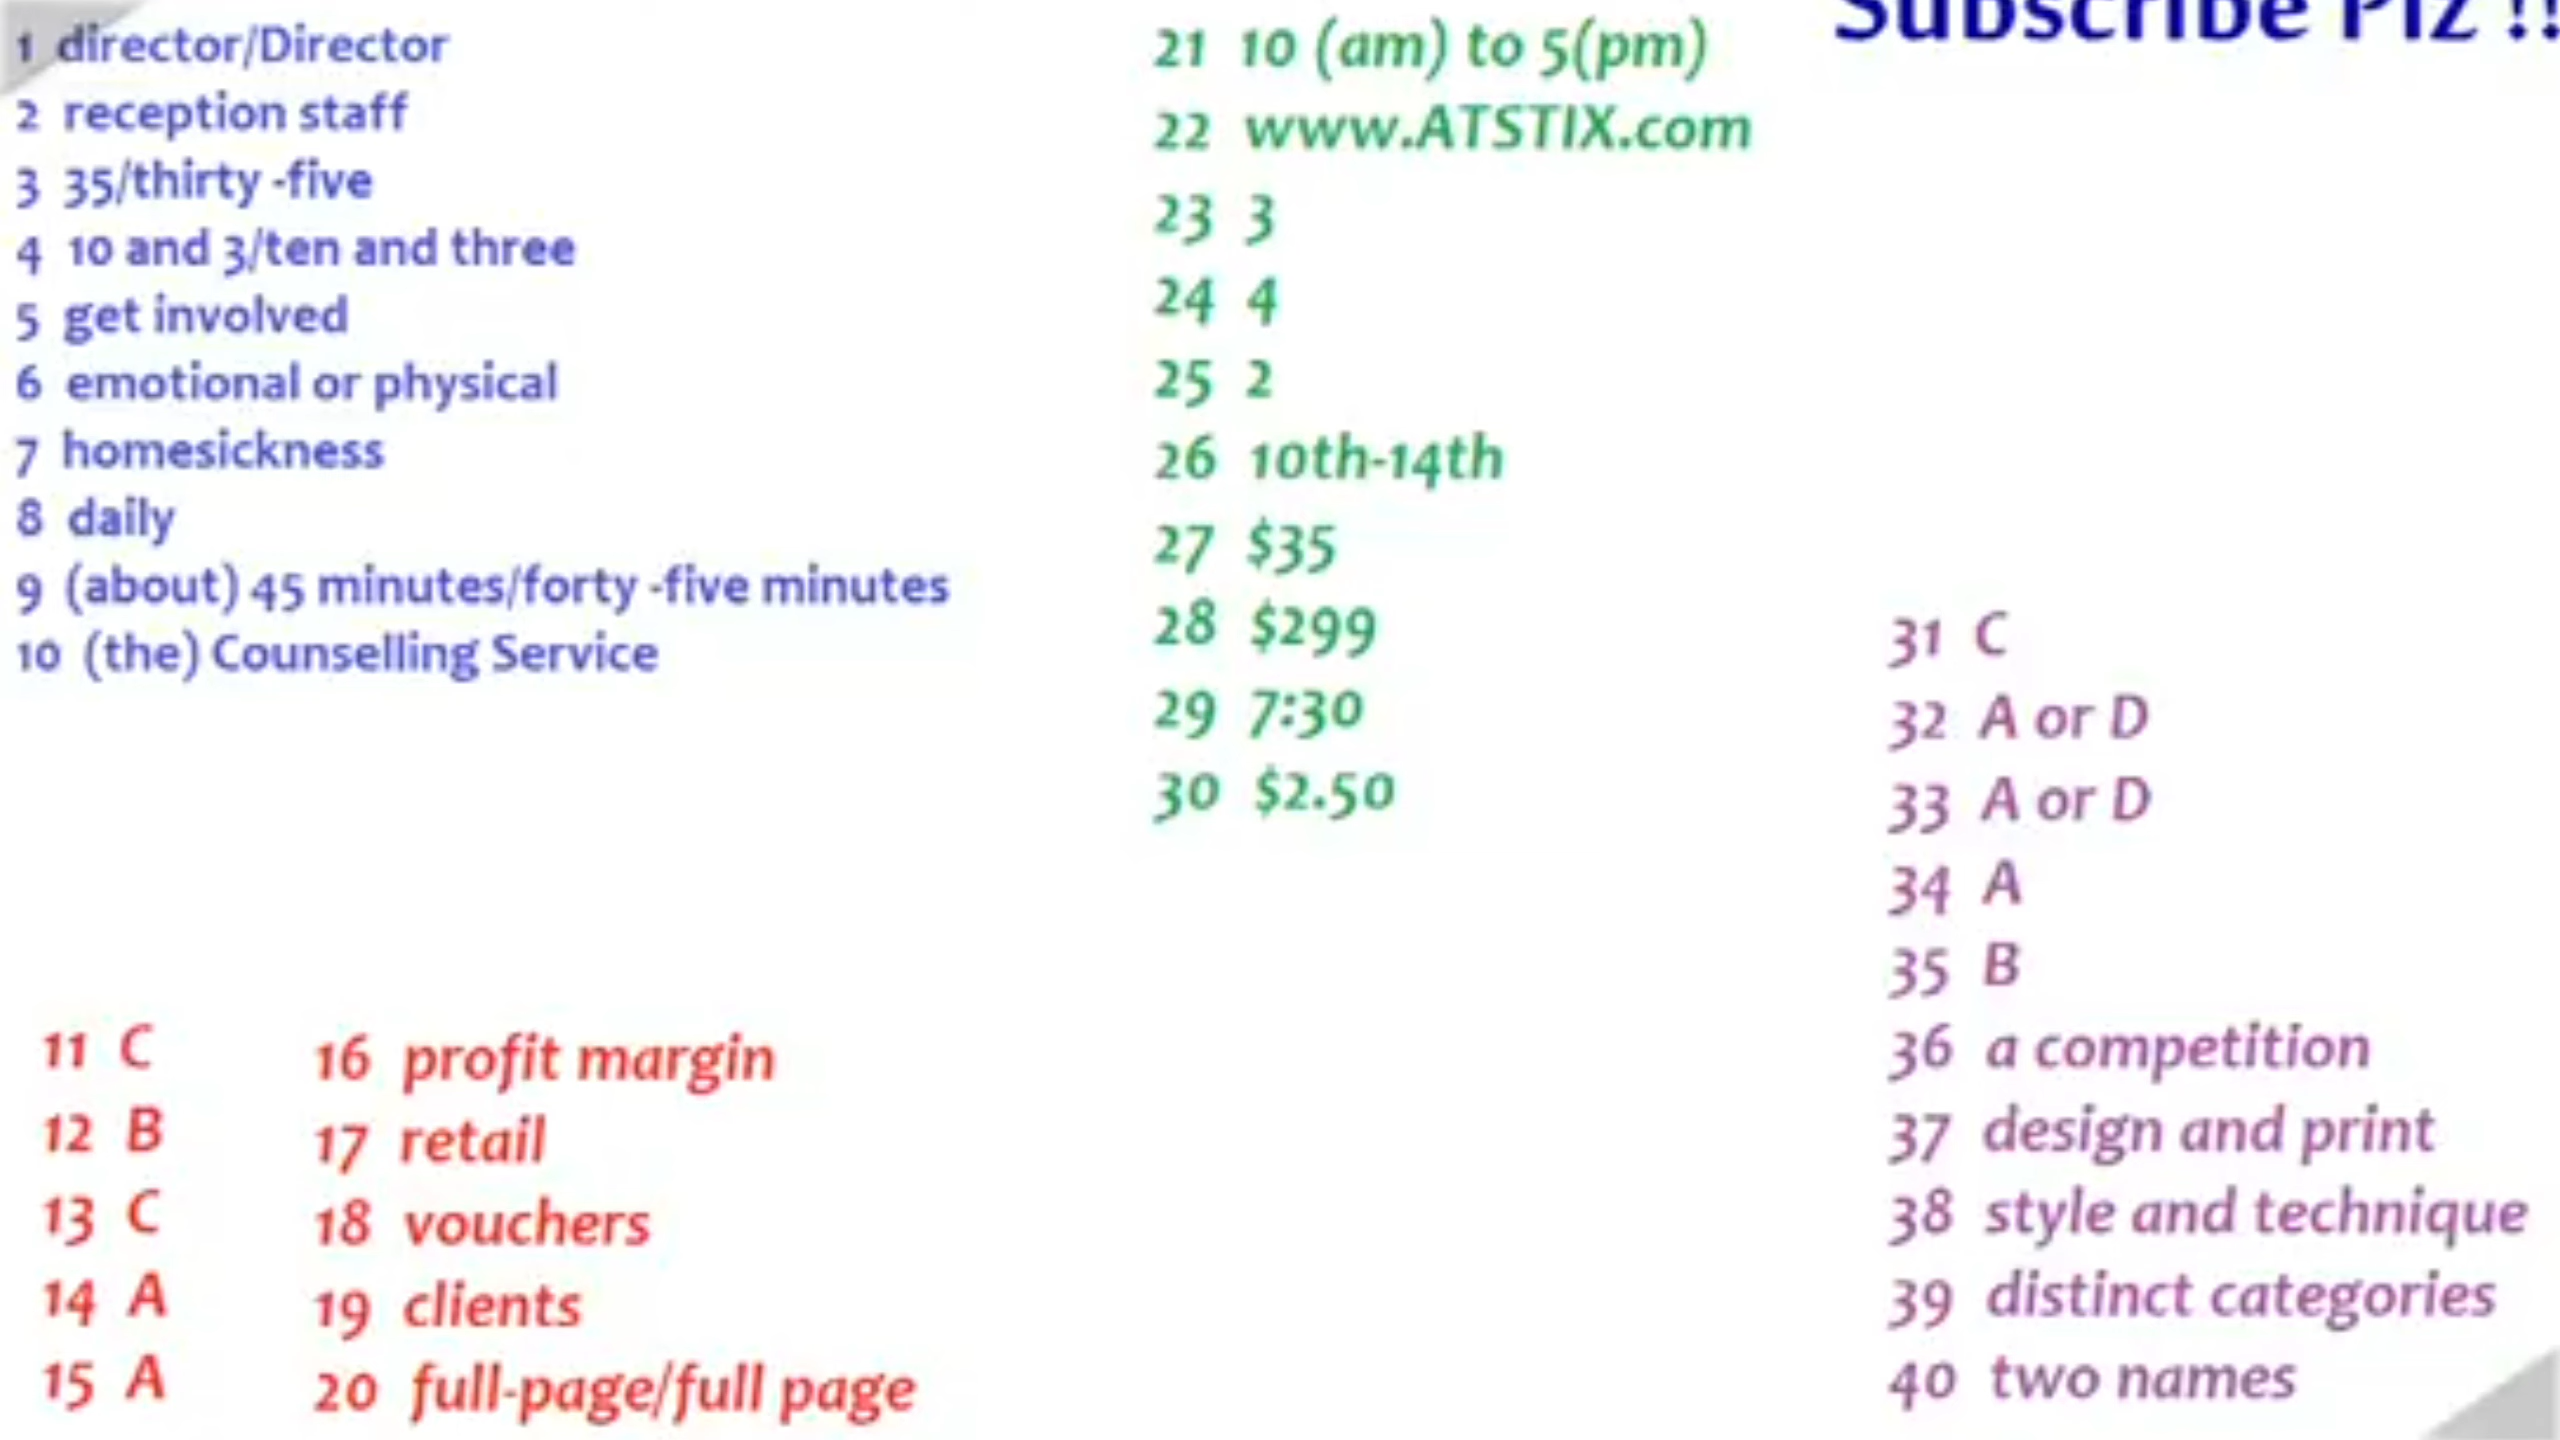 1 director/Director
2 reception staff
3 35/thirty -five
4 10 and 3/ten and three
5 get involved
6 emotional or physical
7 homesickness
8 daily
9 (about) 45 minutes/forty -five minutes
10 (the) Counselling Service
11 C
12 B
13 C
14 A
15 A
16 profit margin
17 retail
18 vouchers
19 clients
20 full-page/full page
21 10 (am) to 5(pm)
22 www.ATSTIX.com
23 3
24 4
25 2
26 10th-14th
27 $35
28 $299
29 7:30
30 $2.50
Subscribe Plz !!
31 C
32 A or D
33 A or D
34 A
35 B
36 a competition
37 design and print
38 style and technique
39 distinct categories
40 two names